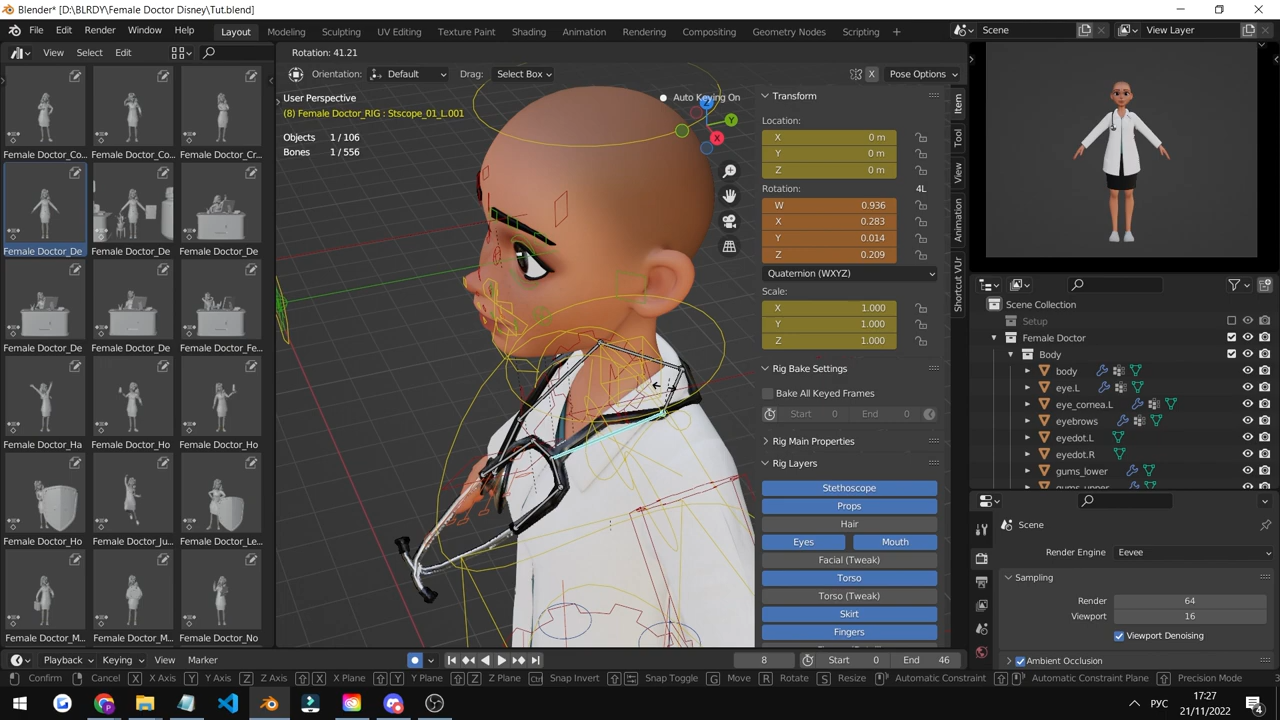 Blender* [D:\BLRDY\Female Doctor Disney\Tut.blend]
File Edit Render Window Help Layout Modeling Sculpting UV Editing Texture Paint Shading Animation Rendering Compositing Geometry Nodes Scripting + Scene View Layer
View Select Edit Rotation: 41.21
Orientation: Default Drag: Select Box X Pose Options
User Perspective
(8) Female Doctor_RIG : Stscope_01_L.001
Objects 1 / 106
Bones 1 / 556
Auto Keying On
Z
Y
X
Female Doctor_Co... Female Doctor_Co... Female Doctor_Cr...
Female Doctor_De Female Doctor_De Female Doctor_De
Female Doctor_De Female Doctor_De Female Doctor_Fe...
Female Doctor_Ha Female Doctor_Ho Female Doctor_Ho
Female Doctor_Ho Female Doctor_Ju... Female Doctor_Le...
Female Doctor_M... Female Doctor_M... Female Doctor_No
Transform
Location:
X 0 m
Y 0 m
Z 0 m
Rotation: 4L
W 0.936
X 0.283
Y 0.014
Z 0.209
Quaternion (WXYZ)
Scale:
X 1.000
Y 1.000
Z 1.000
Rig Bake Settings
Bake All Keyed Frames
Start 0 End 0
Rig Main Properties
Rig Layers
Stethoscope
Props
Hair
Eyes Mouth
Facial (Tweak)
Torso
Torso (Tweak)
Skirt
Fingers
Item
Tool
View
Animation
Shortcut VUr
Scene Collection
Setup
Female Doctor
Body
body
eye.L
eye_cornea.L
eyebrows
eyedot.L
eyedot.R
gums_lower
gums_upper
Scene
Render Engine Eevee
Sampling
Render 64
Viewport 16
Viewport Denoising
Ambient Occlusion
Playback Keying View Marker 8 Start 0 End 46
Confirm Cancel X X Axis Y Y Axis Z Z Axis X X Plane Y Y Plane Z Z Plane Ctrl Snap Invert Snap Toggle G Move R Rotate S Resize Automatic Constraint Automatic Constraint Plane Precision Mode 3
РУС 17:27
21/11/2022 4